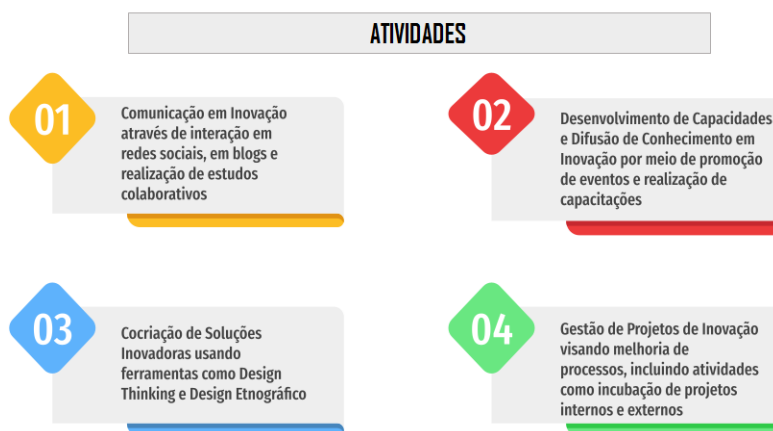 ATIVIDADES
01
Comunicação em Inovação
através de interação em
redes sociais, em blogs e
realização de estudos
colaborativos
02
Desenvolvimento de Capacidades
e Difusão de Conhecimento em
Inovação por meio de promoção
de eventos e realização de
capacitações
03
Cocriação de Soluções
Inovadoras usando
ferramentas como Design
Thinking e Design Etnográfico
04
Gestão de Projetos de Inovação
visando melhoria de
processos, incluindo atividades
como incubação de projetos
internos e externos